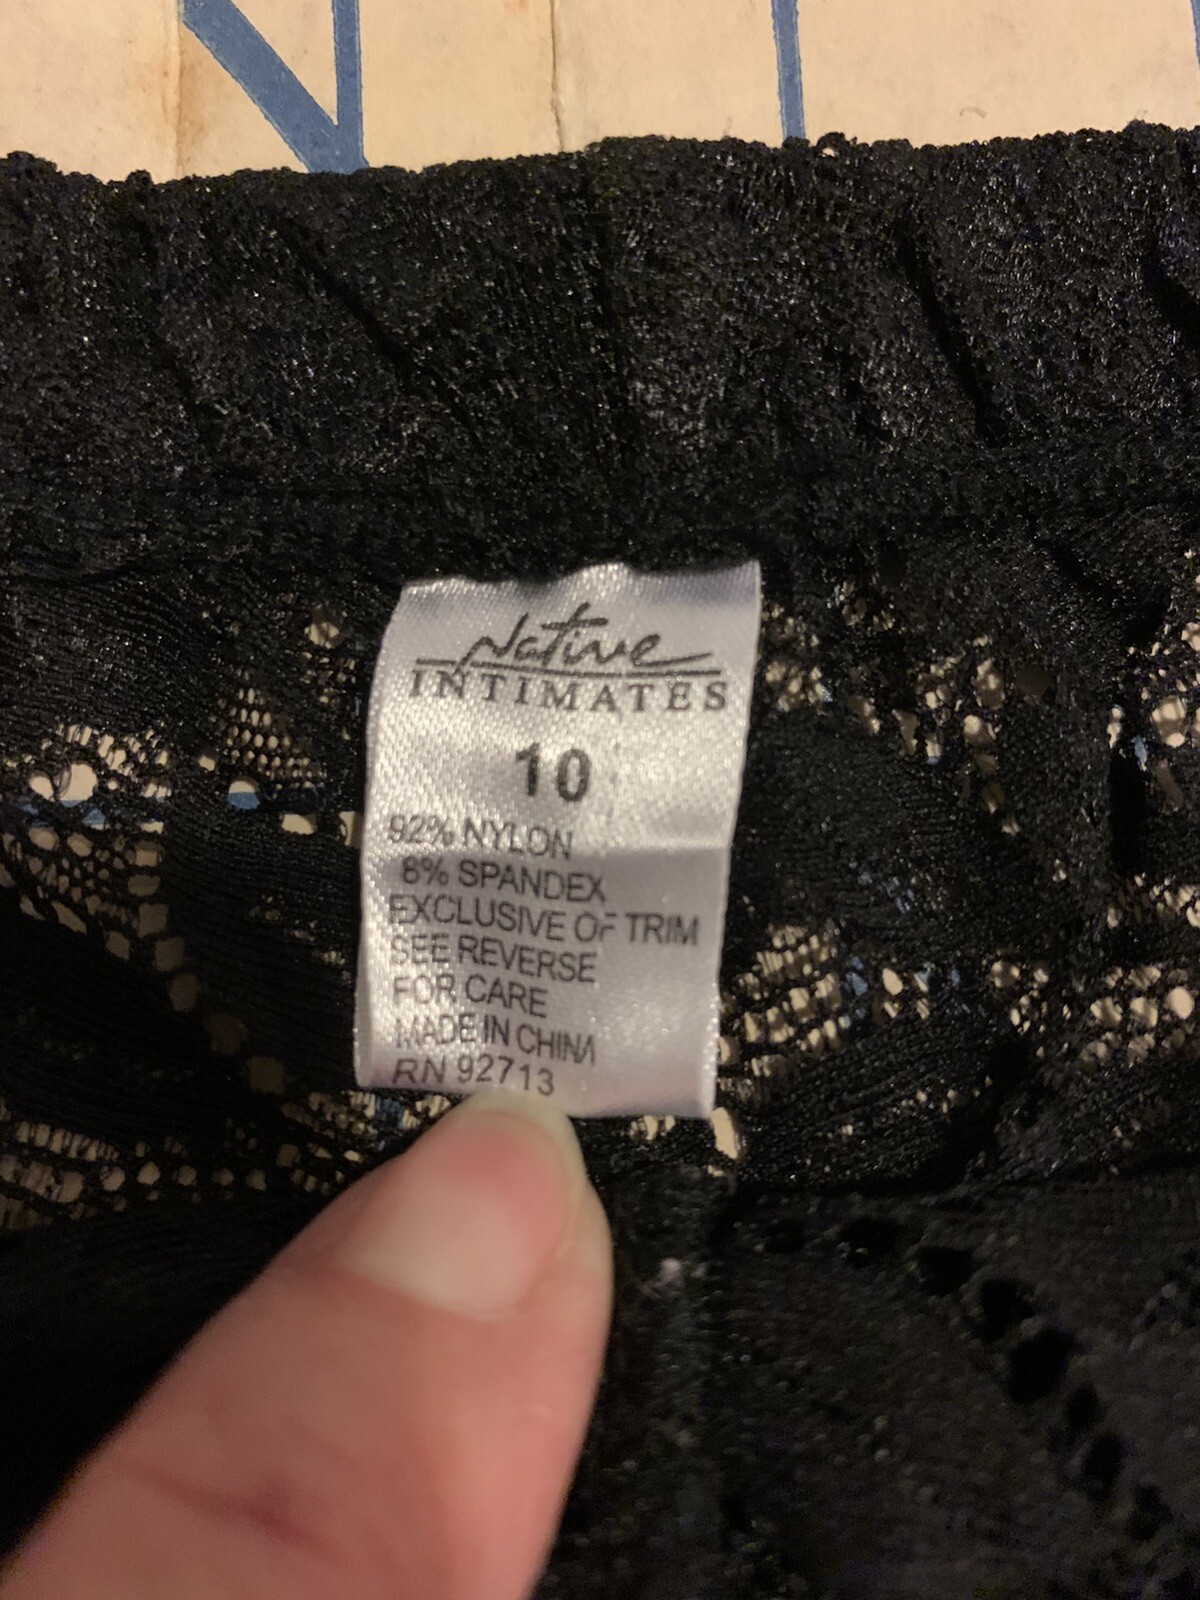 Native
INTIMATES
10
92% NYLON
8% SPANDEX
EXCLUSIVE OF TRIM
SEE REVERSE
FOR CARE
MADE IN CHINA
RN 92713